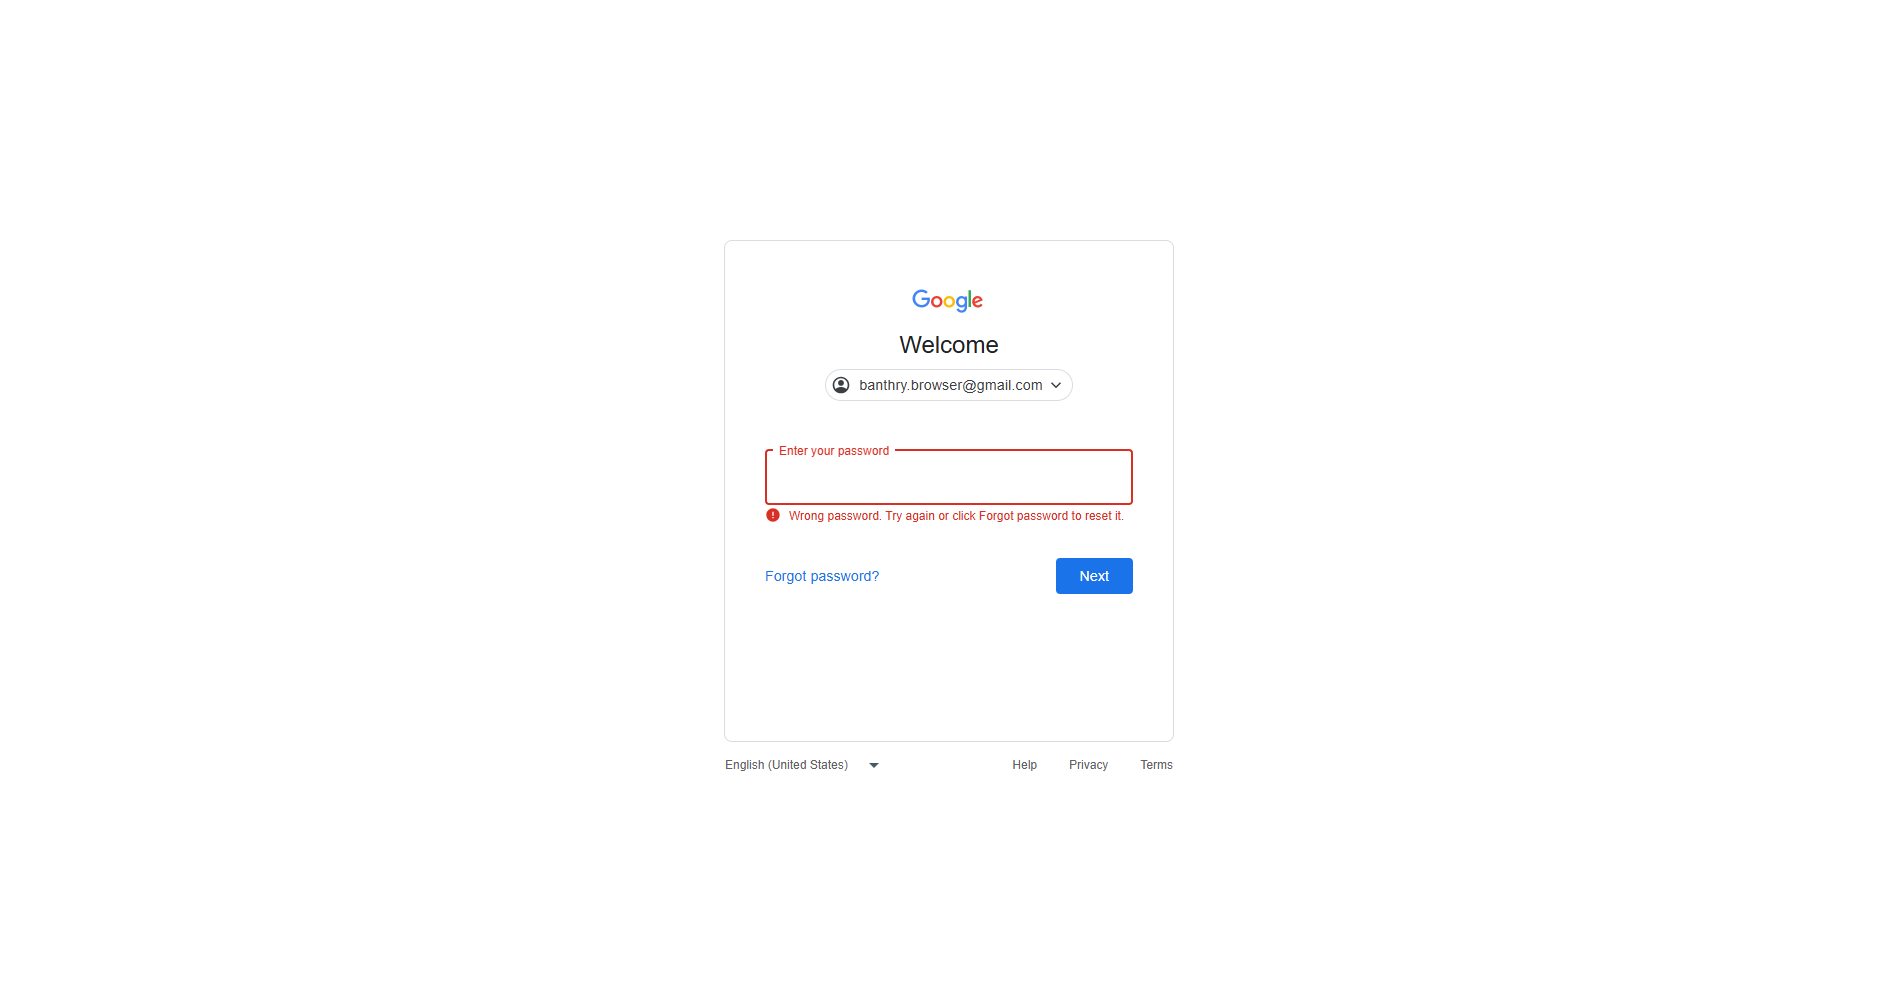 Google
Welcome
banthry.browser@gmail.com
Enter your password
Wrong password. Try again or click Forgot password to reset it.
Forgot password?
Next
English (United States)
Help
Privacy
Terms